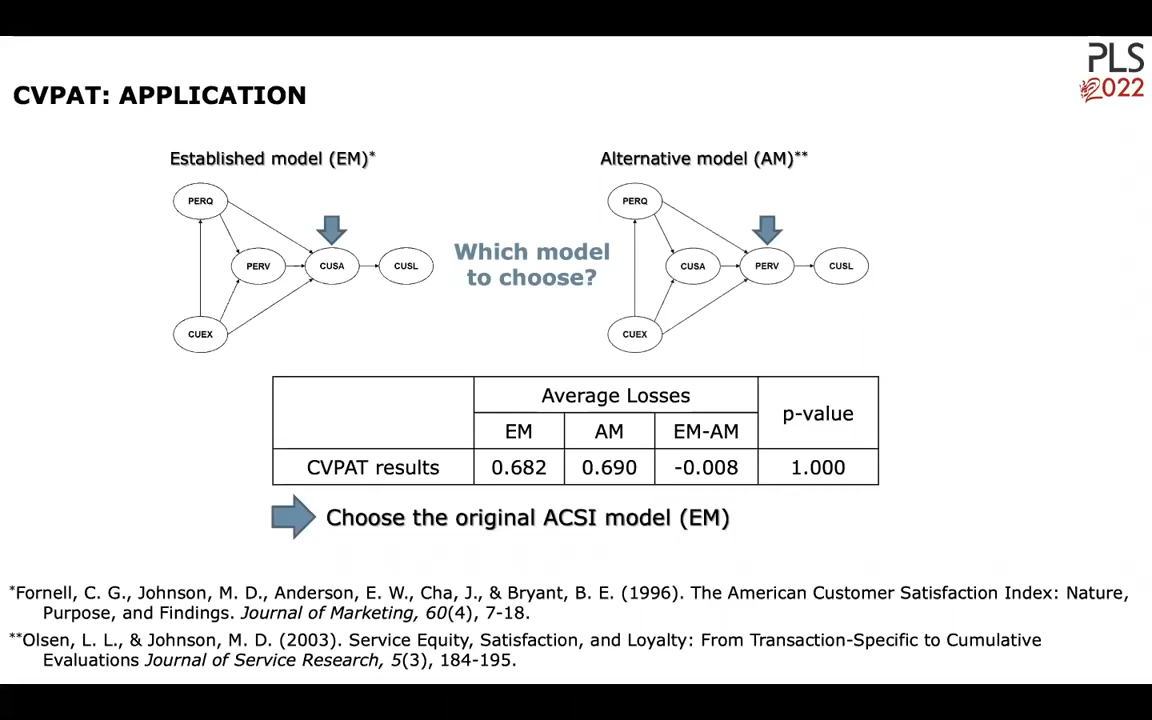 PLS
2022
CVPAT: APPLICATION
Established model (EM)*
PERQ
PERV
CUSA
CUSL
CUEX
Which model
to choose?
Alternative model (AM)**
PERQ
CUSA
PERV
CUSL
CUEX
Average Losses
p-value
EM
AM
EM-AM
CVPAT results
0.682
0.690
-0.008
1.000
Choose the original ACSI model (EM)
*Fornell, C. G., Johnson, M. D., Anderson, E. W., Cha, J., & Bryant, B. E. (1996). The American Customer Satisfaction Index: Nature,
Purpose, and Findings. Journal of Marketing, 60(4), 7-18.
**Olsen, L. L., & Johnson, M. D. (2003). Service Equity, Satisfaction, and Loyalty: From Transaction-Specific to Cumulative
Evaluations Journal of Service Research, 5(3), 184-195.